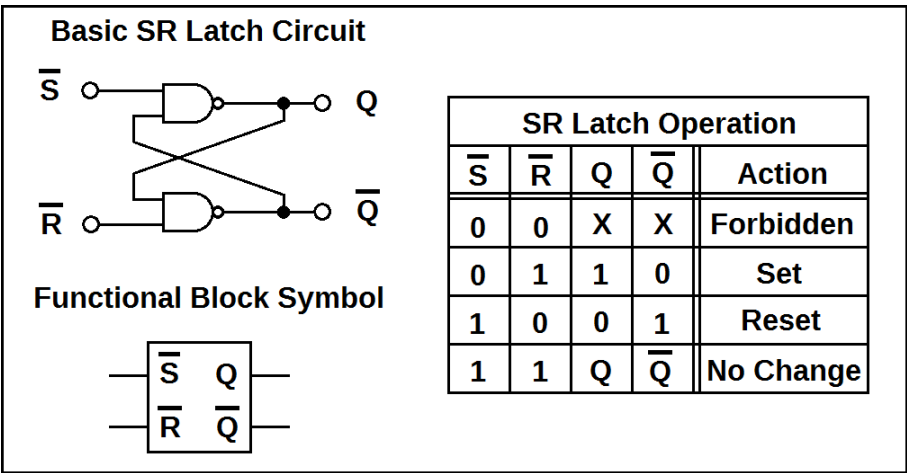 Basic SR Latch Circuit
S̅ Q
R̅ Q̅
Functional Block Symbol
S̅ Q
R̅ Q̅
SR Latch Operation
S̅ R̅ Q Q̅ Action
0 0 X X Forbidden
0 1 1 0 Set
1 0 0 1 Reset
1 1 Q Q̅ No Change